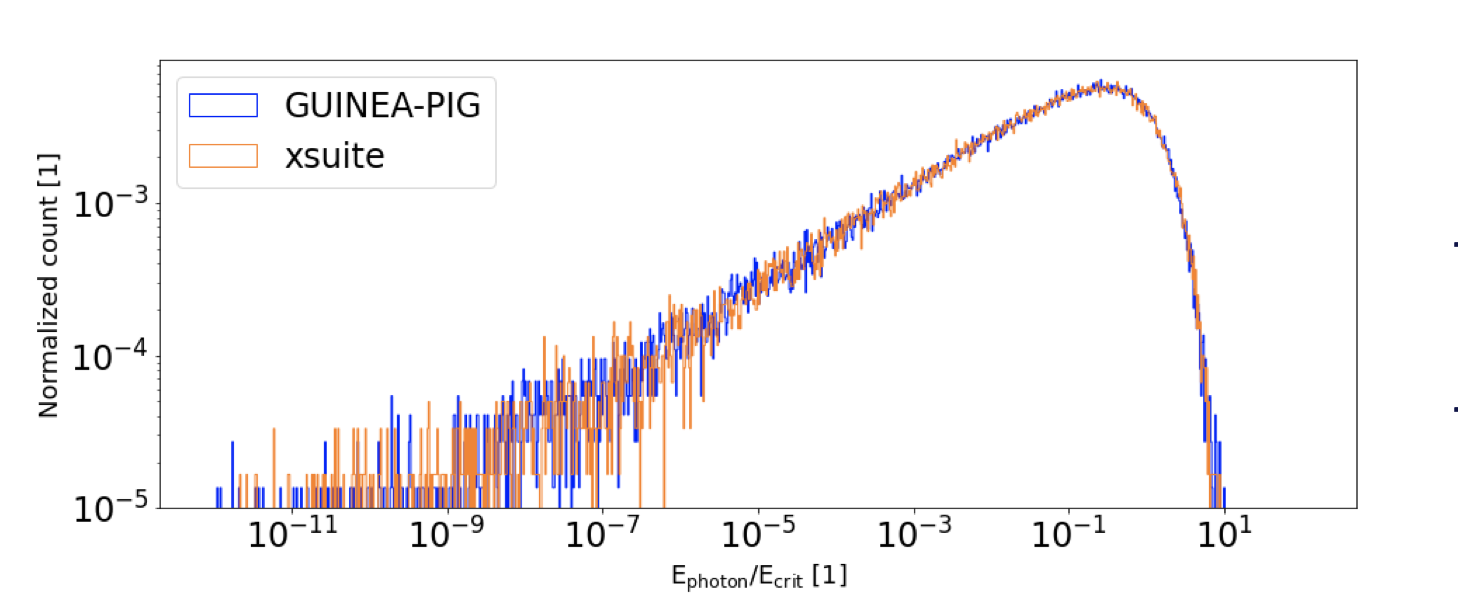 GUINEA-PIG
xsuite
Normalized count [1]
10⁻³
10⁻⁴
10⁻⁵
10⁻¹¹ 10⁻⁹ 10⁻⁷ 10⁻⁵ 10⁻³ 10⁻¹ 10¹
E_photon/E_crit [1]